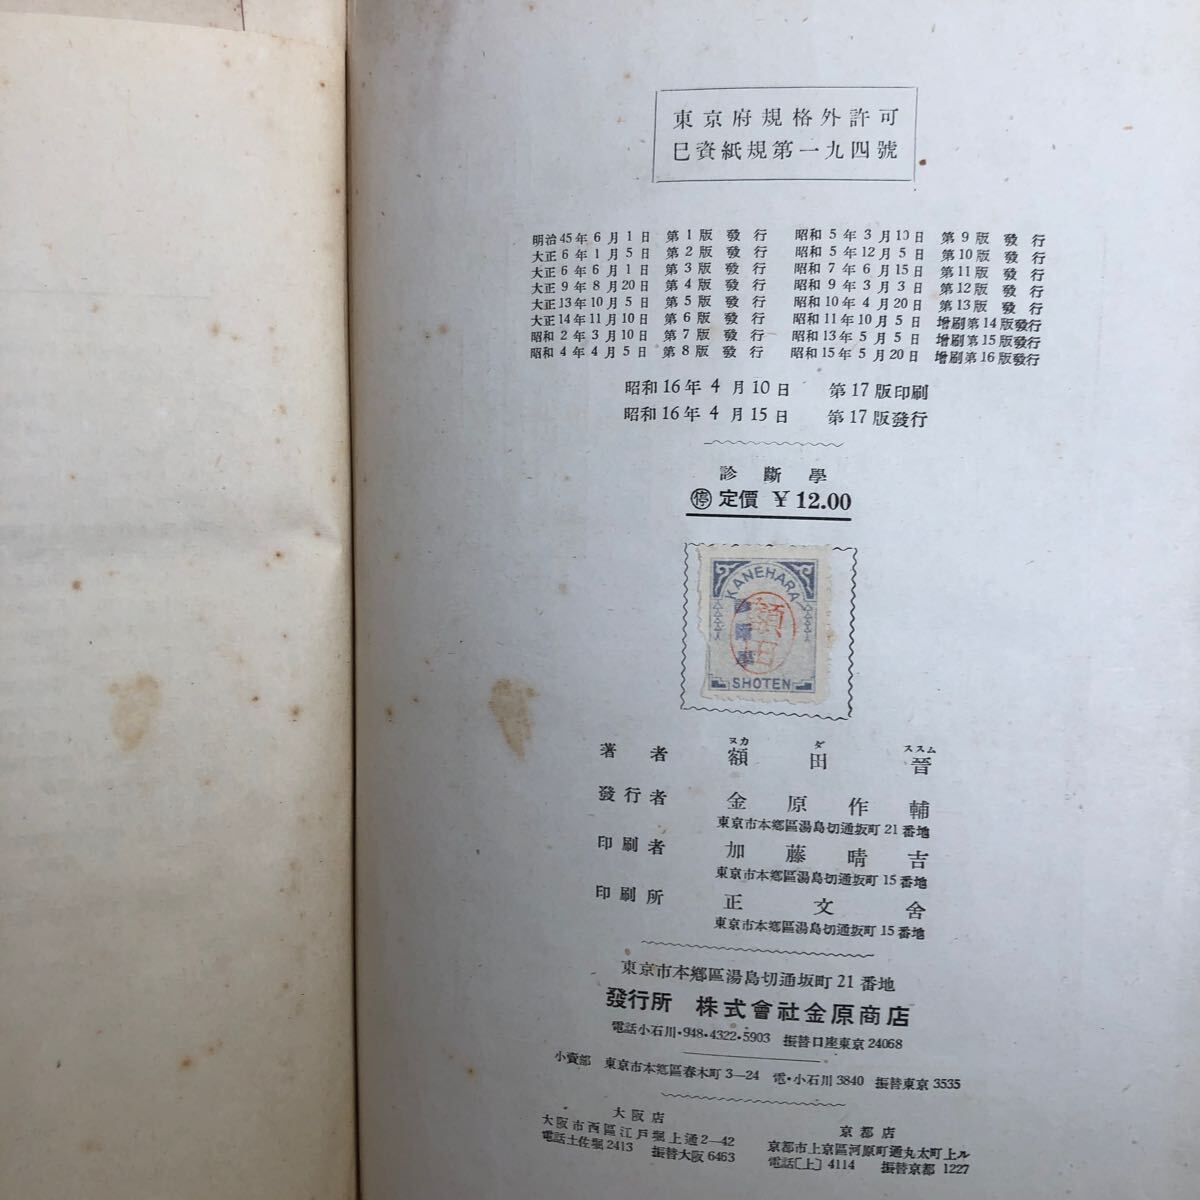 東京府規格外許可
巳資紙規第一九四號
明治45年6月1日 第1版 發行
大正6年1月5日 第2版 發行
大正6年6月1日 第3版 發行
大正9年8月20日 第4版 發行
大正13年10月5日 第5版 發行
大正14年11月10日 第6版 發行
昭和2年3月10日 第7版 發行
昭和4年4月5日 第8版 發行
昭和5年3月10日 第9版 發行
昭和5年12月5日 第10版 發行
昭和7年6月15日 第11版 發行
昭和9年3月3日 第12版 發行
昭和10年4月20日 第13版 發行
昭和11年10月5日 增刷第14版發行
昭和13年5月5日 增刷第15版發行
昭和15年5月20日 增刷第16版發行
昭和16年4月10日 第17版印刷
昭和16年4月15日 第17版發行
診斷學
停 定價 ¥12.00
KANEHARA
診斷學
額田
SHOTEN
ヌカ ダ ススム
著者 額田晉
發行者 金原作輔
東京市本鄕區湯島切通坂町21番地
印刷者 加藤晴吉
東京市本鄕區湯島切通坂町15番地
印刷所 正文舍
東京市本鄕區湯島切通坂町15番地
東京市本鄕區湯島切通坂町21番地
發行所 株式會社金原商店
電話小石川・948・4322・5903 振替口座東京24068
小賣部 東京市本鄕區春木町3—24 電・小石川3840 振替東京3535
大阪店
大阪市西區江戸堀上通2—42
電話土佐堀2413 振替大阪6463
京都店
京都市上京區河原町通丸太町上ル
電話[上]4114 振替京都1227